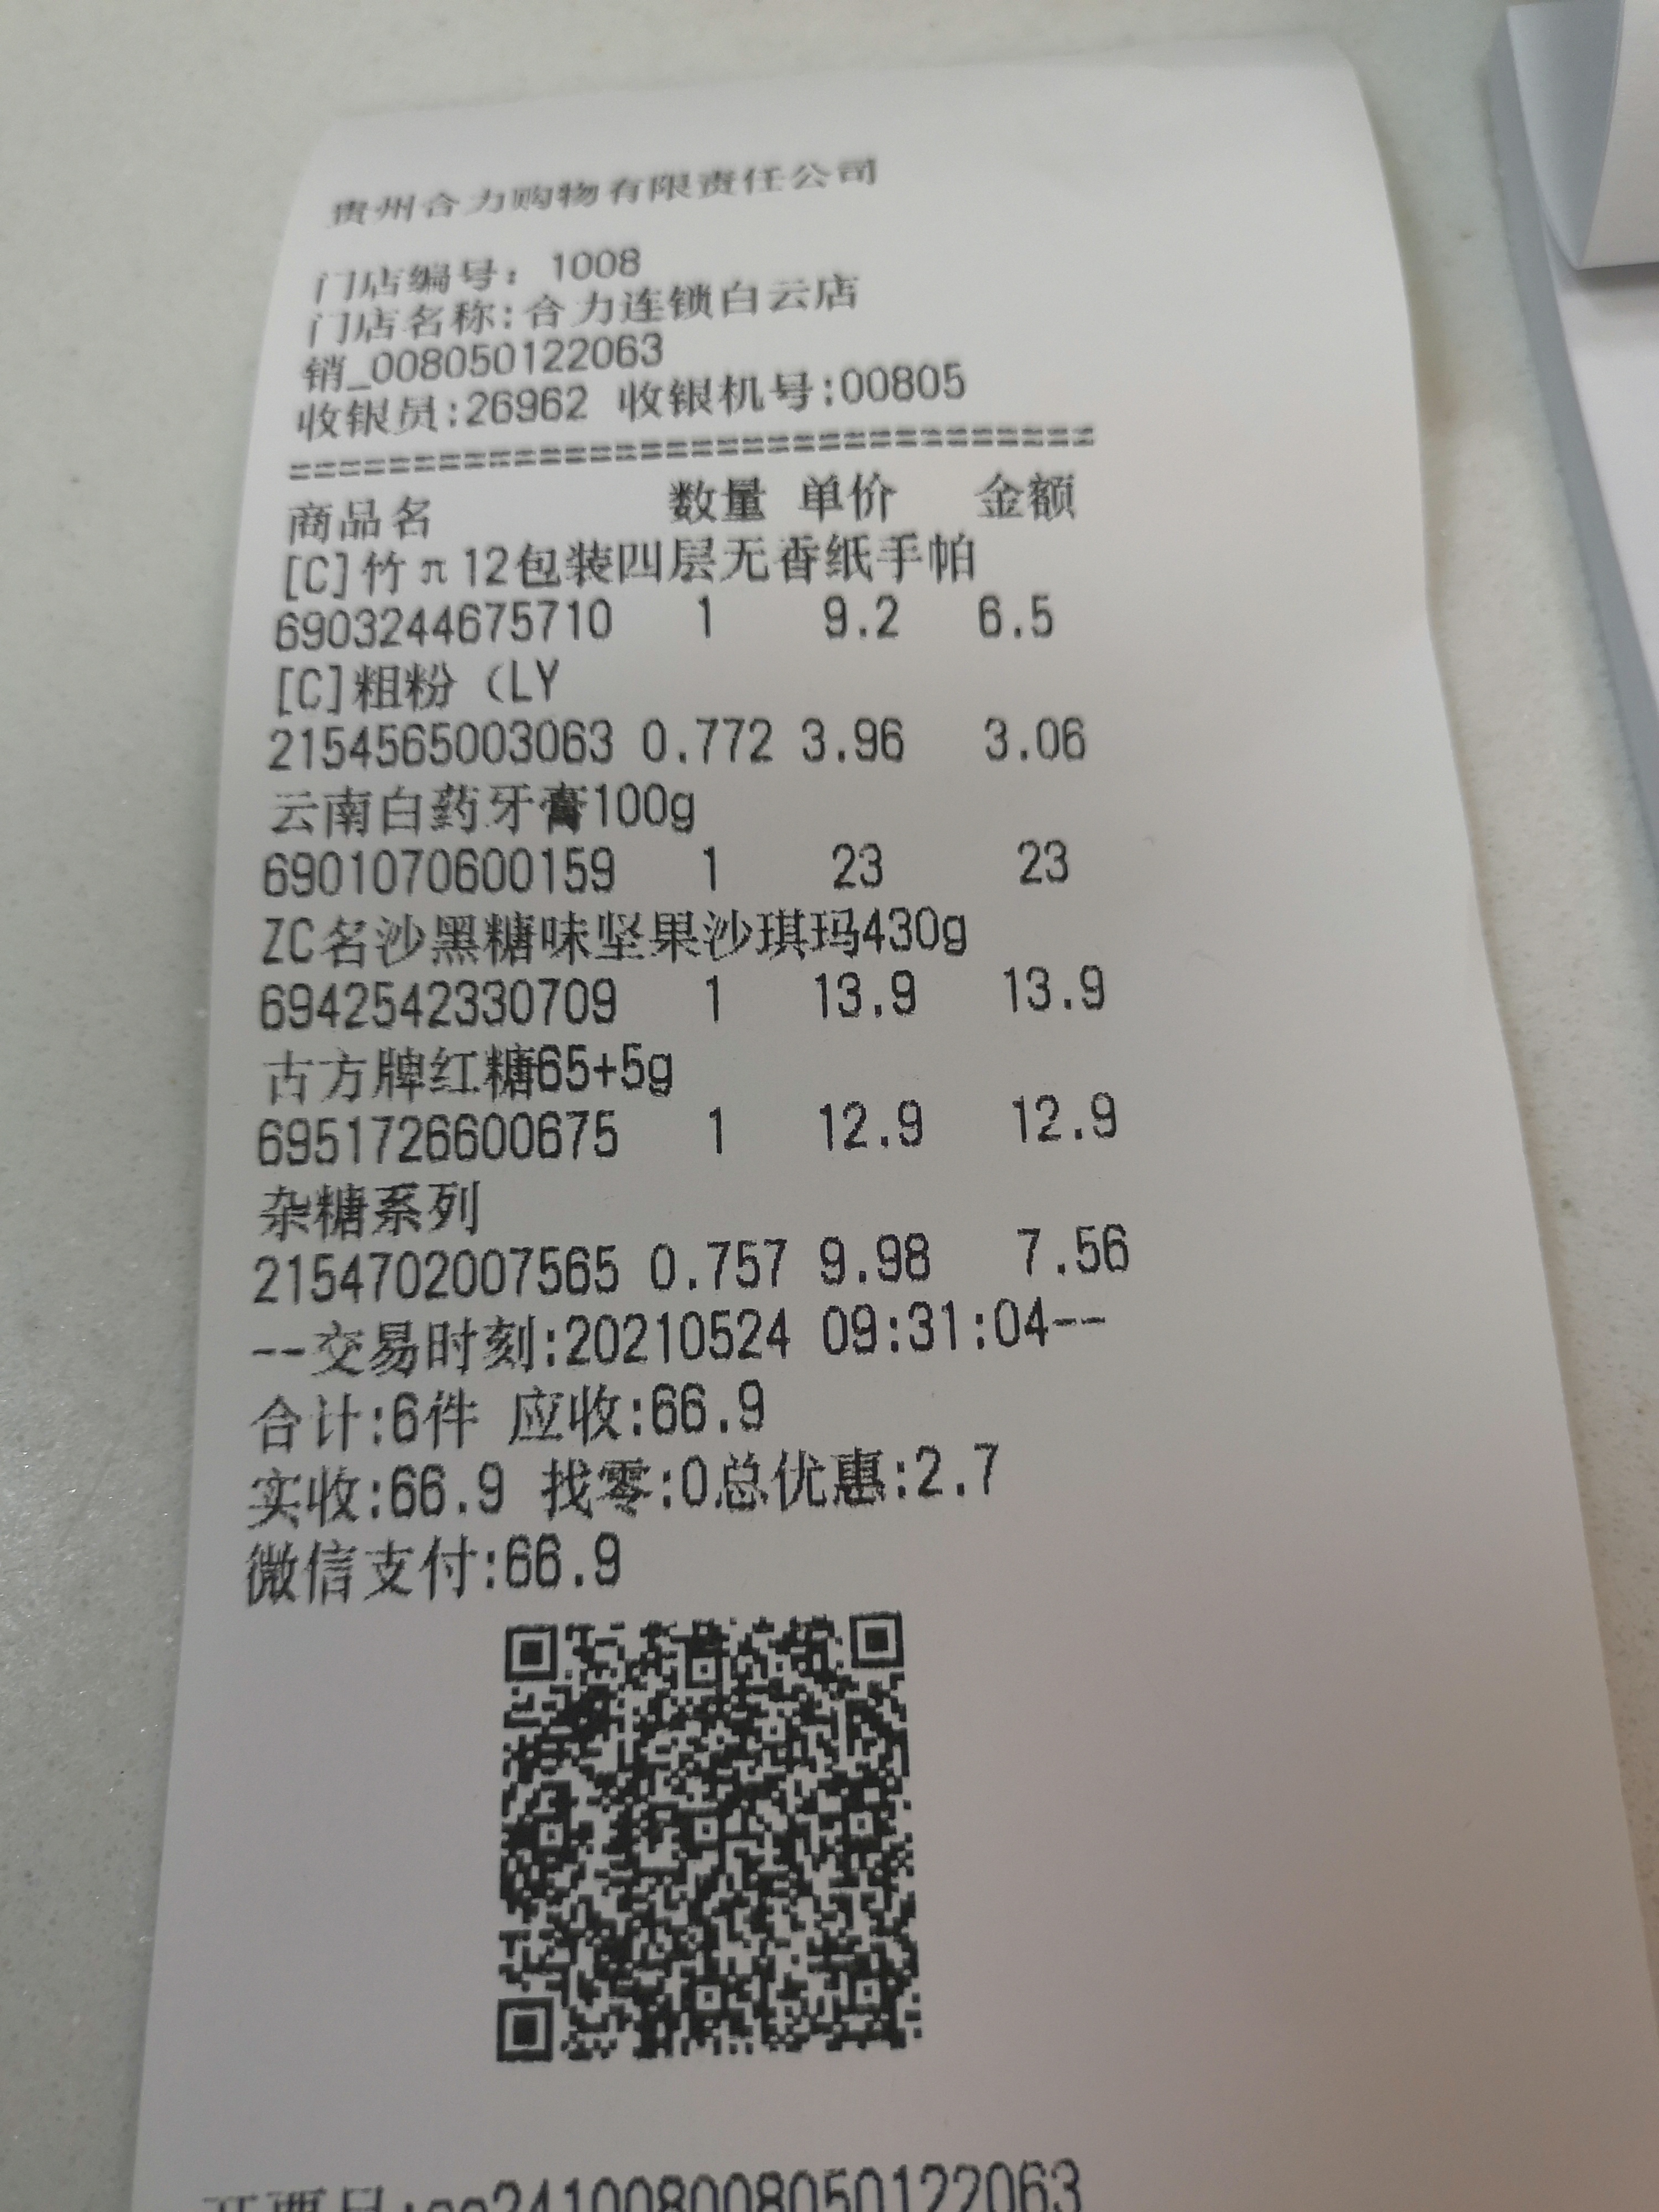 贵州合力购物有限责任公司
门店编号：1008
门店名称:合力连锁白云店
销_008050122063
收银员:26962 收银机号:00805
================================
商品名 数量 单价 金额
[C]竹π12包装四层无香纸手帕
6903244675710 1 9.2 6.5
[C]粗粉（LY
2154565003063 0.772 3.96 3.06
云南白药牙膏100g
6901070600159 1 23 23
ZC名沙黑糖味坚果沙琪玛430g
6942542330709 1 13.9 13.9
古方牌红糖65+5g
6951726600675 1 12.9 12.9
杂糖系列
2154702007565 0.757 9.98 7.56
--交易时刻:20210524 09:31:04--
合计:6件 应收:66.9
实收:66.9 找零:0总优惠:2.7
微信支付:66.9
开票号:241008008050122063